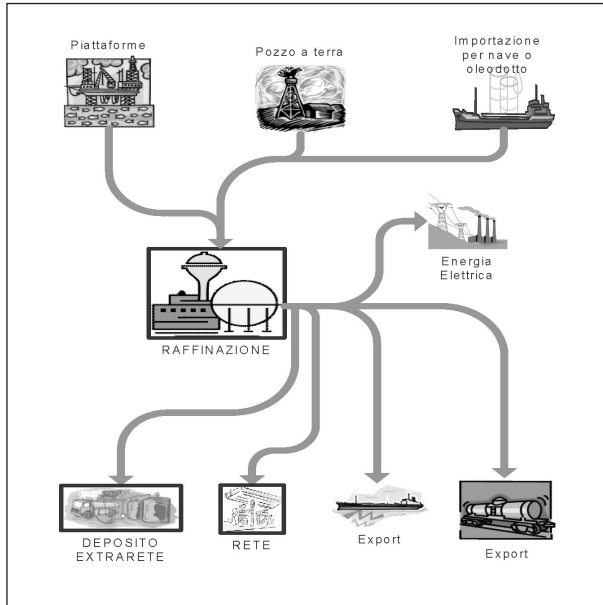 Piattaforme
Pozzo a terra
Importazione
per nave o
oleodotto
Energia
Elettrica
RAFFINAZIONE
DEPOSITO
EXTRARETE
RETE
Export
Export